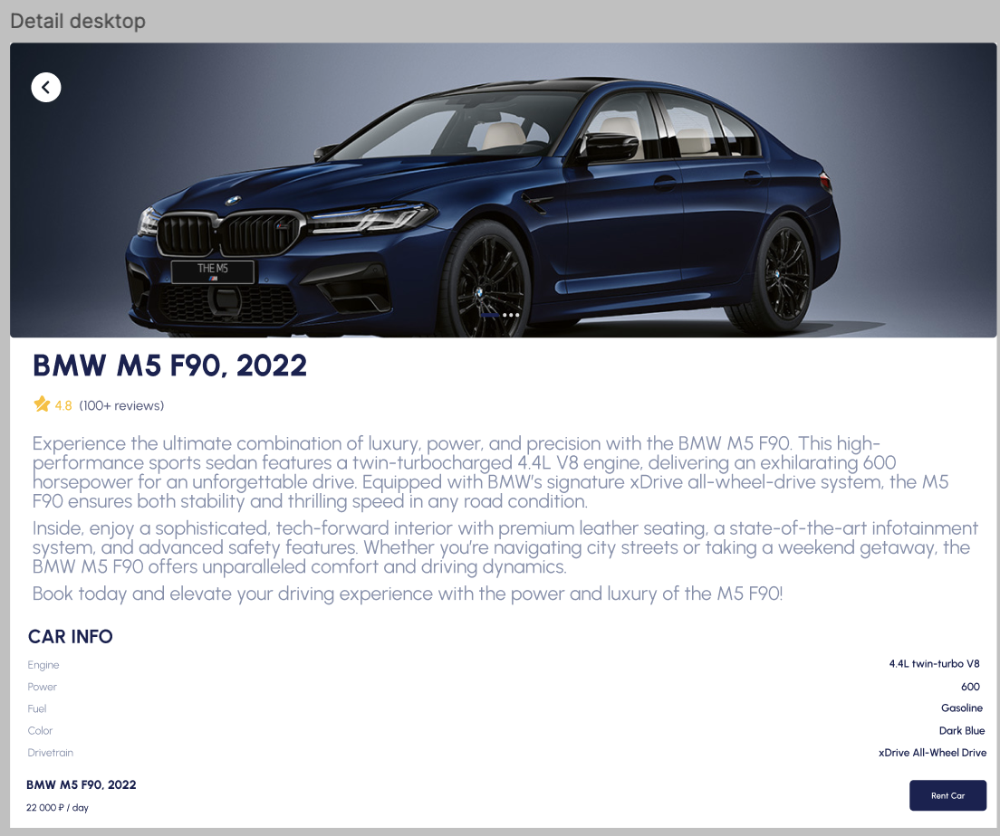 Detail desktop
THE M5
BMW M5 F90, 2022
4.8 (100+ reviews)
Experience the ultimate combination of luxury, power, and precision with the BMW M5 F90. This high-
performance sports sedan features a twin-turbocharged 4.4L V8 engine, delivering an exhilarating 600
horsepower for an unforgettable drive. Equipped with BMW's signature xDrive all-wheel-drive system, the M5
F90 ensures both stability and thrilling speed in any road condition.
Inside, enjoy a sophisticated, tech-forward interior with premium leather seating, a state-of-the-art infotainment
system, and advanced safety features. Whether you're navigating city streets or taking a weekend getaway, the
BMW M5 F90 offers unparalleled comfort and driving dynamics.
Book today and elevate your driving experience with the power and luxury of the M5 F90!
CAR INFO
Engine 4.4L twin-turbo V8
Power 600
Fuel Gasoline
Color Dark Blue
Drivetrain xDrive All-Wheel Drive
BMW M5 F90, 2022
22 000 ₽ / day
Rent Car